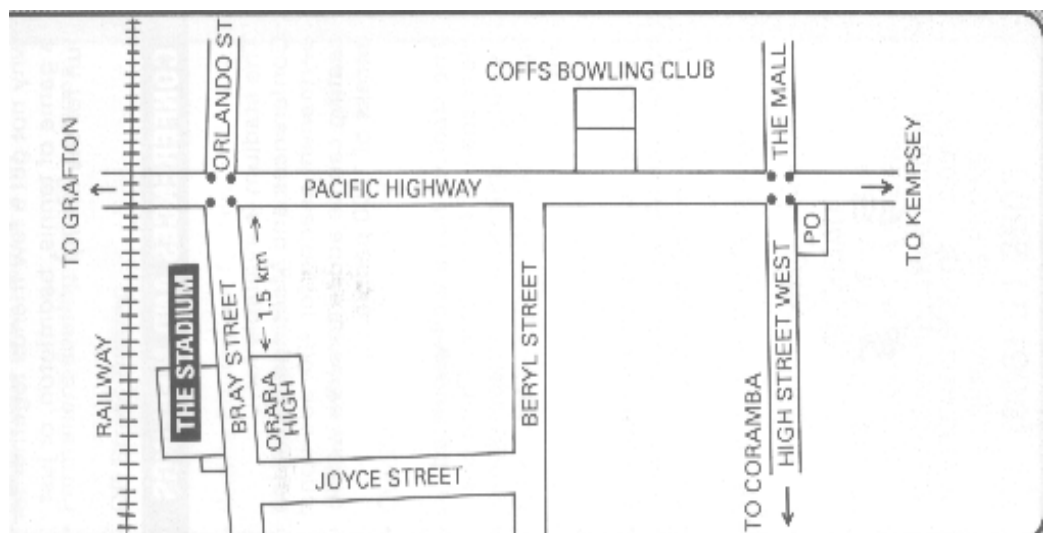 ORLANDO ST
COFFS BOWLING CLUB
THE MALL
TO GRAFTON
PACIFIC HIGHWAY
TO KEMPSEY
PO
RAILWAY
THE STADIUM
BRAY STREET
1.5 km
ORARA
HIGH
BERYL STREET
HIGH STREET WEST
TO CORAMBA
JOYCE STREET